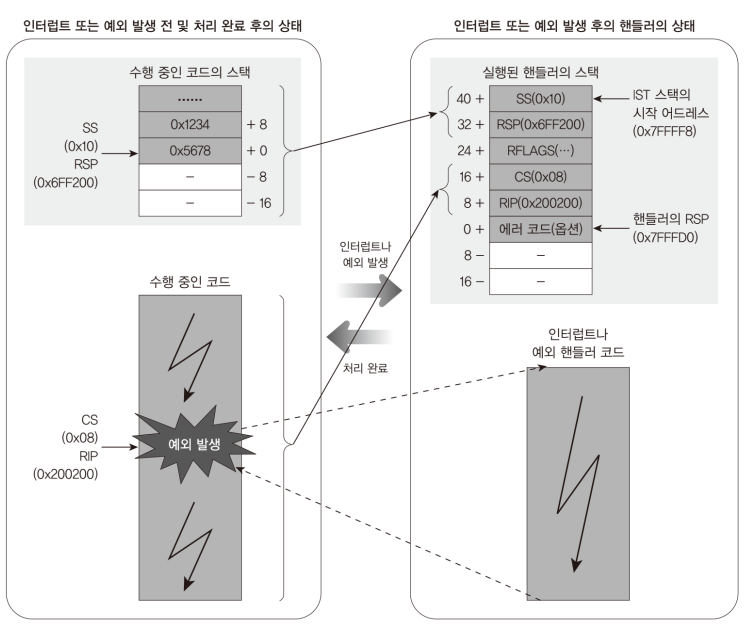 인터럽트 또는 예외 발생 전 및 처리 완료 후의 상태
수행 중인 코드의 스택
......
0x1234 + 8
0x5678 + 0
– – 8
– – 16
SS
(0x10)
RSP
(0x6FF200)
수행 중인 코드
예외 발생
CS
(0x08)
RIP
(0x200200)
인터럽트나
예외 발생
처리 완료
인터럽트 또는 예외 발생 후의 핸들러의 상태
실행된 핸들러의 스택
40 + SS(0x10)
32 + RSP(0x6FF200)
24 + RFLAGS(…)
16 + CS(0x08)
8 + RIP(0x200200)
0 + 에러 코드(옵션)
8 – –
16 – –
IST 스택의
시작 어드레스
(0x7FFFF8)
핸들러의 RSP
(0x7FFFD0)
인터럽트나
예외 핸들러 코드